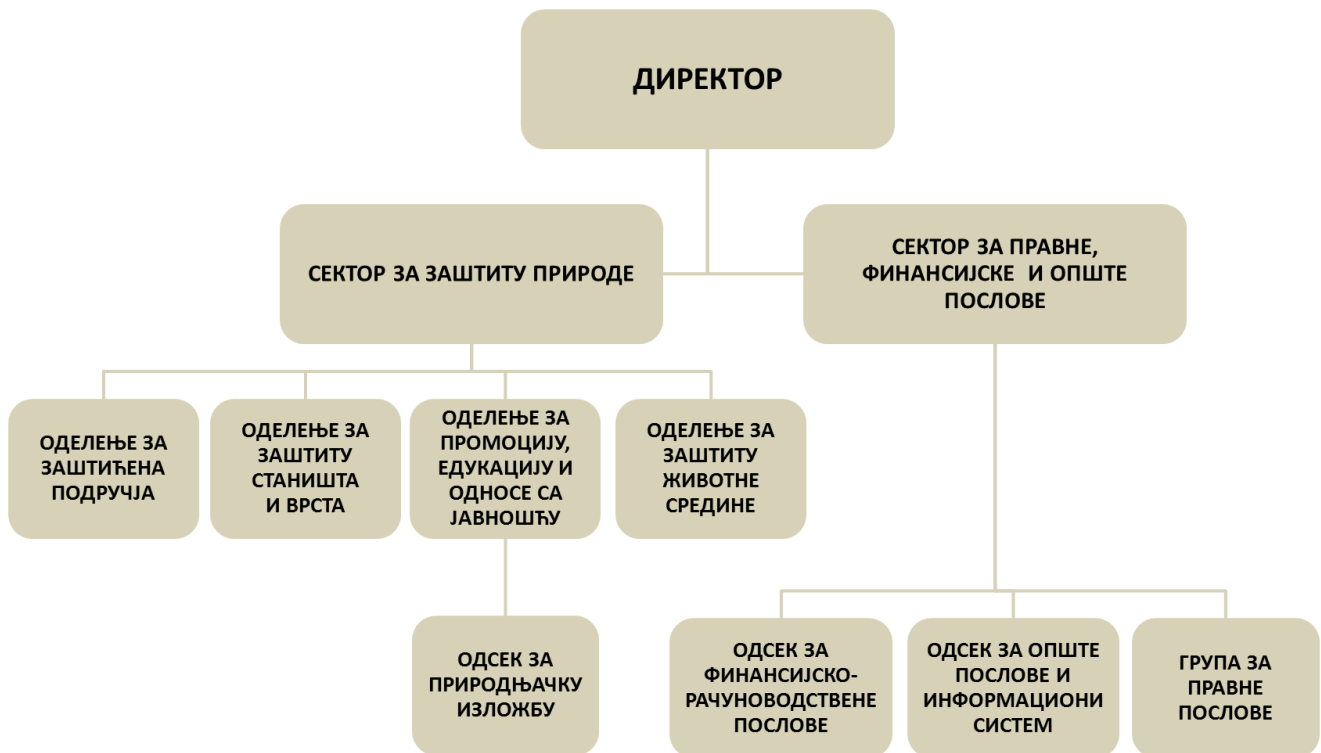 ДИРЕКТОР
СЕКТОР ЗА ЗАШТИТУ ПРИРОДЕ
СЕКТОР ЗА ПРАВНЕ,
ФИНАНСИЈСКЕ И ОПШТЕ
ПОСЛОВЕ
ОДЕЛЕЊЕ ЗА
ЗАШТИЋЕНА
ПОДРУЧЈА
ОДЕЛЕЊЕ ЗА
ЗАШТИТУ
СТАНИШТА
И ВРСТА
ОДЕЛЕЊЕ ЗА
ПРОМОЦИЈУ,
ЕДУКАЦИЈУ И
ОДНОСЕ СА
ЈАВНОШЋУ
ОДЕЛЕЊЕ ЗА
ЗАШТИТУ
ЖИВОТНЕ
СРЕДИНЕ
ОДСЕК ЗА
ПРИРОДЊАЧКУ
ИЗЛОЖБУ
ОДСЕК ЗА
ФИНАНСИЈСКО-
РАЧУНОВОДСТВЕНЕ
ПОСЛОВЕ
ОДСЕК ЗА ОПШТЕ
ПОСЛОВЕ И
ИНФОРМАЦИОНИ
СИСТЕМ
ГРУПА ЗА
ПРАВНЕ
ПОСЛОВЕ